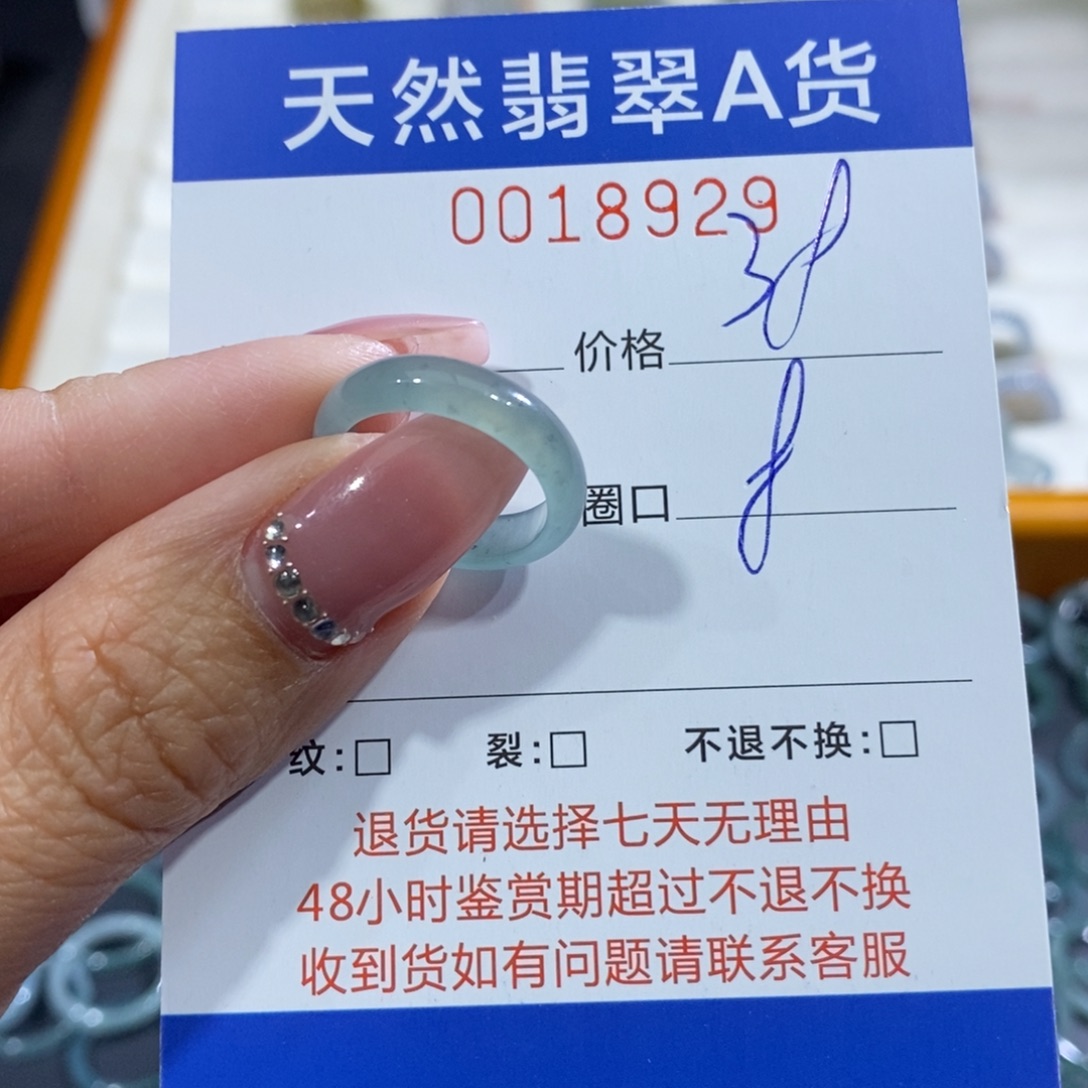 天然翡翠A货
0018929
价格 38
圈口 8
纹:□ 裂:□ 不退不换:□
退货请选择七天无理由
48小时鉴赏期超过不退不换
收到货如有问题请联系客服